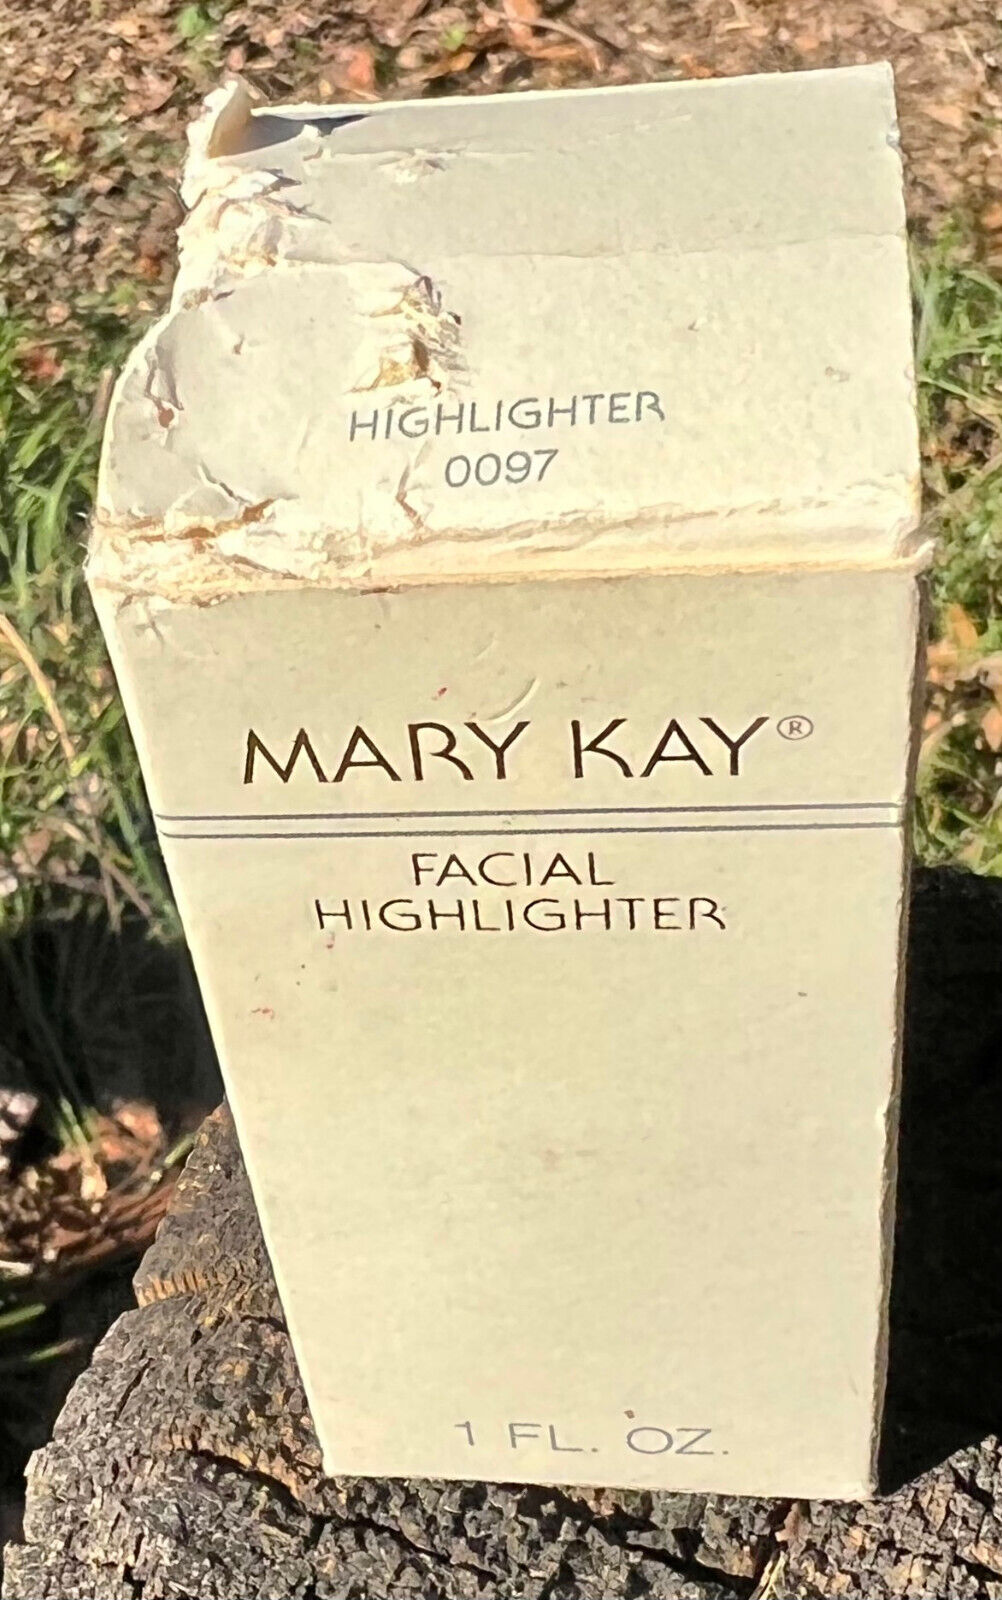 HIGHLIGHTER
0097
MARY KAY®
FACIAL
HIGHLIGHTER
1 FL. OZ.